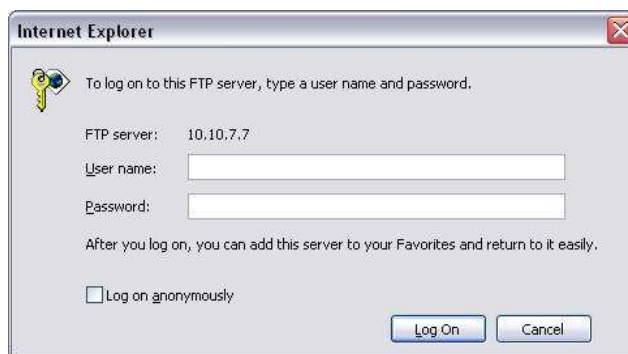 Internet Explorer
To log on to this FTP server, type a user name and password.
FTP server: 10.10.7.7
User name:
Password:
After you log on, you can add this server to your Favorites and return to it easily.
Log on anonymously
Log On Cancel